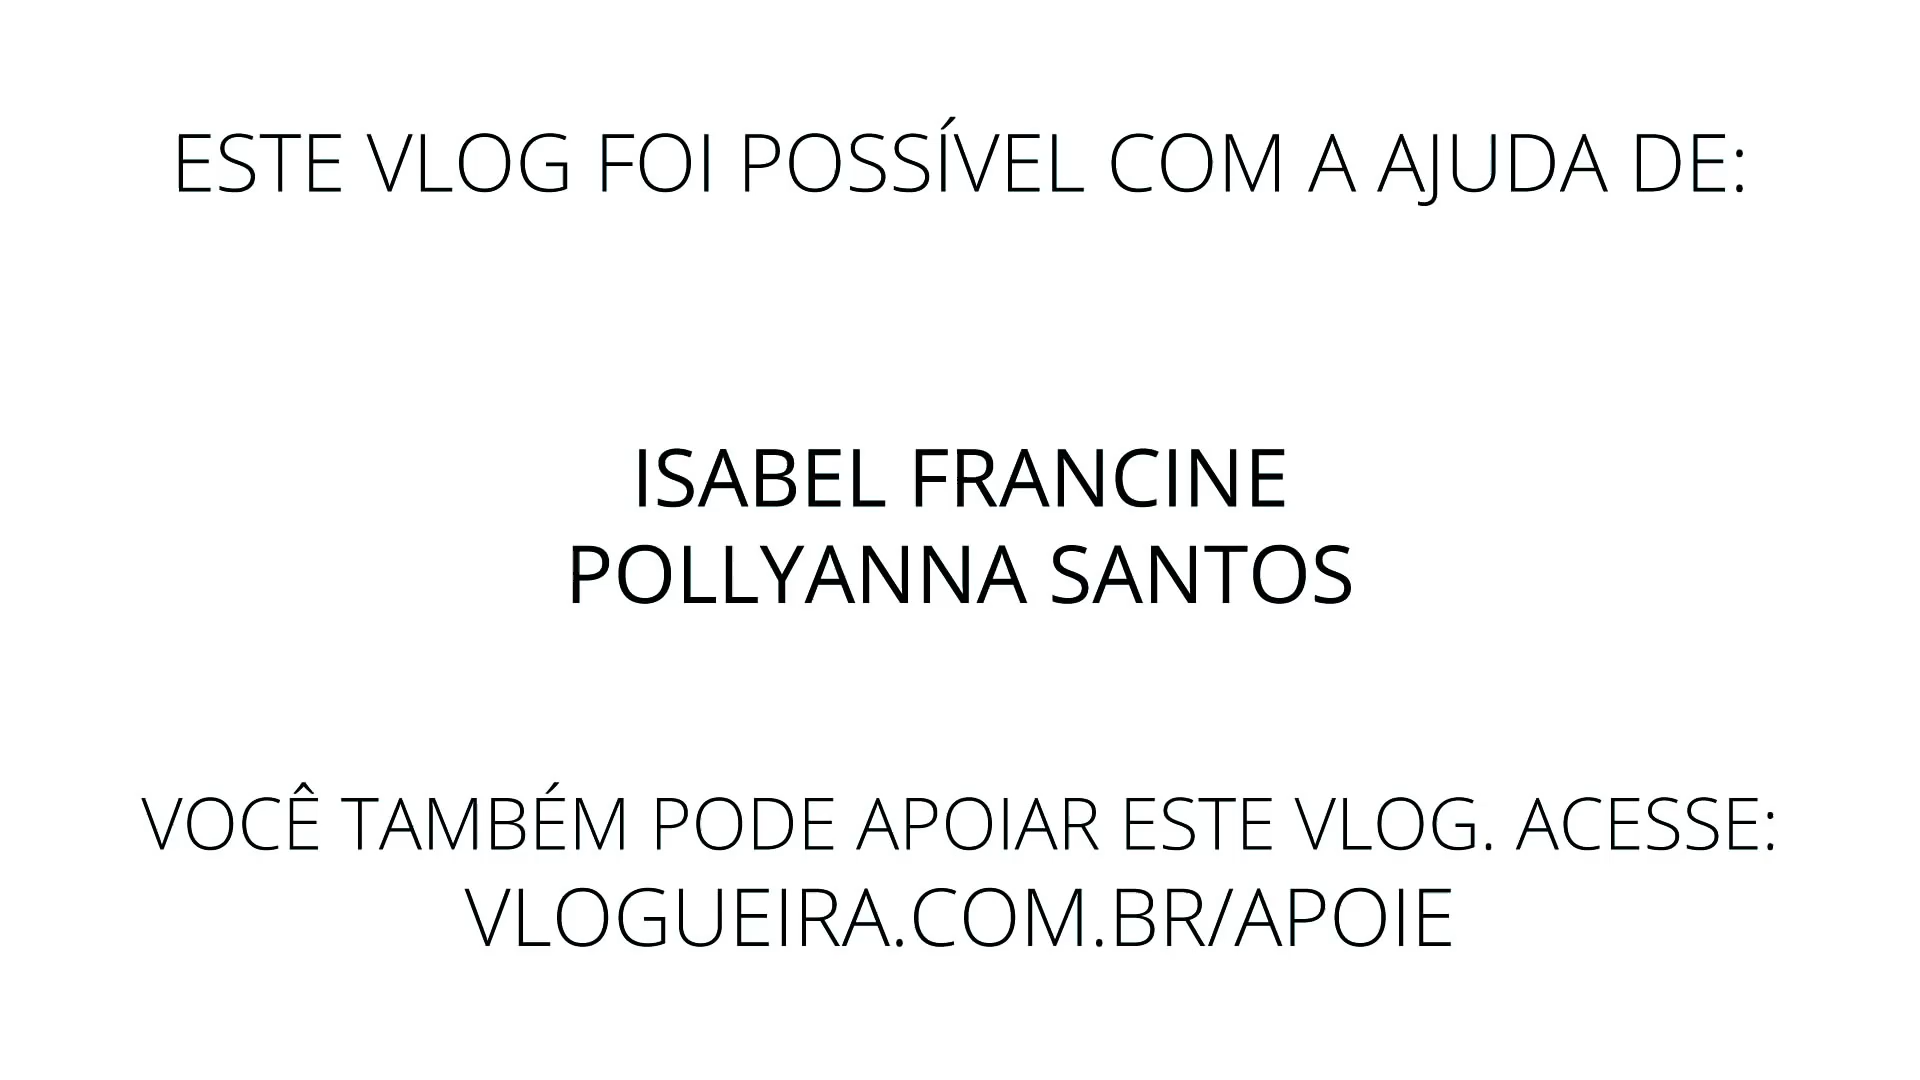 ESTE VLOG FOI POSSÍVEL COM A AJUDA DE:
ISABEL FRANCINE
POLLYANNA SANTOS
VOCÊ TAMBÉM PODE APOIAR ESTE VLOG. ACESSE:
VLOGUEIRA.COM.BR/APOIE